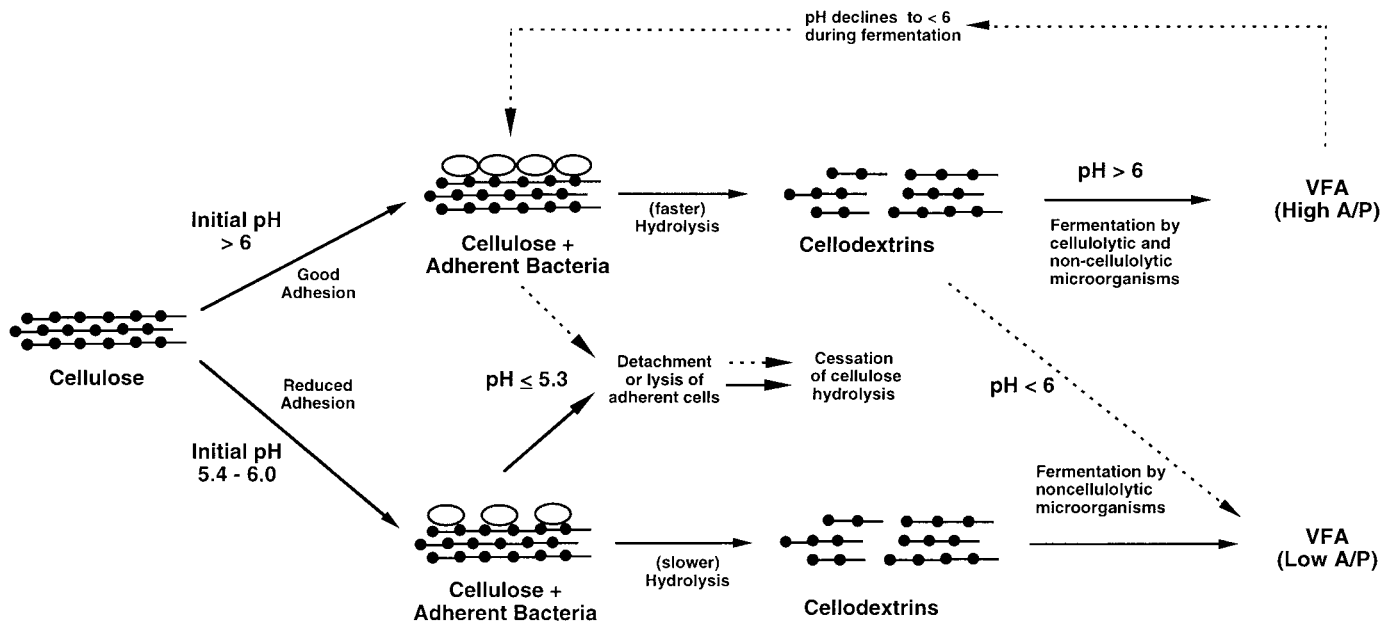 pH declines to < 6
during fermentation
Initial pH
> 6
Good
Adhesion
Cellulose +
Adherent Bacteria
(faster)
Hydrolysis
Cellodextrins
pH > 6
Fermentation by
cellulolytic and
non-cellulolytic
microorganisms
VFA
(High A/P)
Cellulose
Reduced
Adhesion
Initial pH
5.4 - 6.0
pH ≤ 5.3
Detachment
or lysis of
adherent cells
Cessation
of cellulose
hydrolysis
pH < 6
Cellulose +
Adherent Bacteria
(slower)
Hydrolysis
Cellodextrins
Fermentation by
noncellulolytic
microorganisms
VFA
(Low A/P)